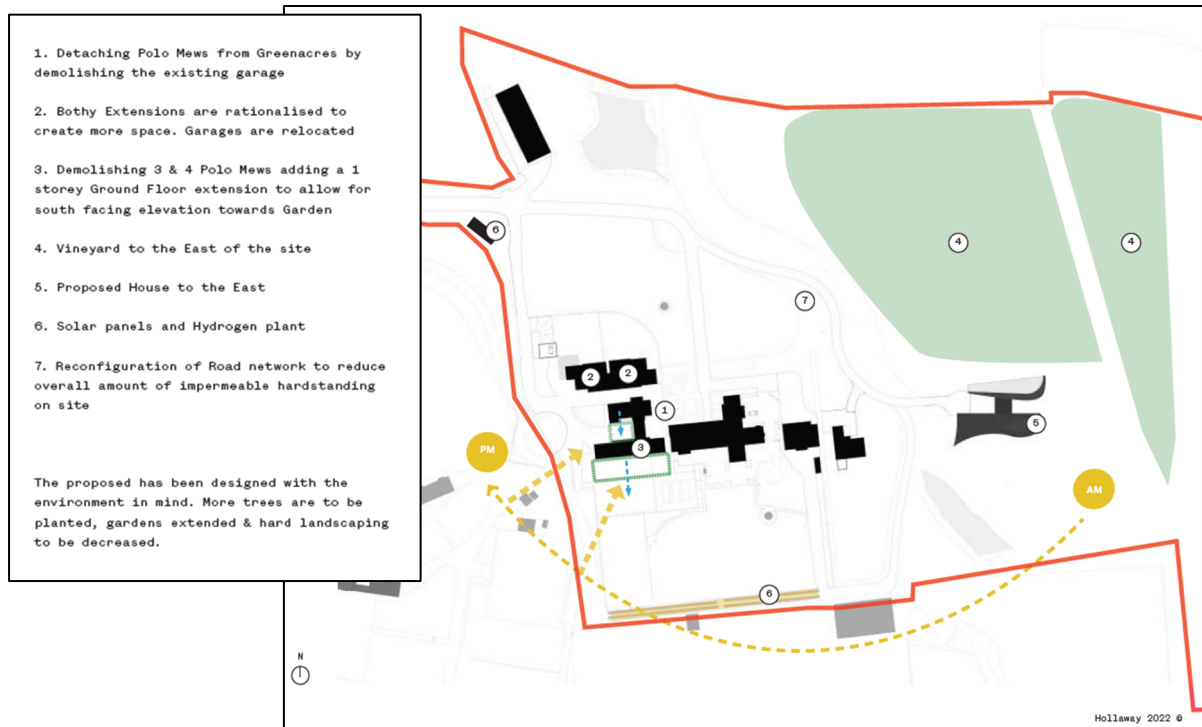 1. Detaching Polo Mews from Greenacres by
demolishing the existing garage
2. Bothy Extensions are rationalised to
create more space. Garages are relocated
3. Demolishing 3 & 4 Polo Mews adding a 1
storey Ground Floor extension to allow for
south facing elevation towards Garden
4. Vineyard to the East of the site
5. Proposed House to the East
6. Solar panels and Hydrogen plant
7. Reconfiguration of Road network to reduce
overall amount of impermeable hardstanding
on site
The proposed has been designed with the
environment in mind. More trees are to be
planted, gardens extended & hard landscaping
to be decreased.
6
4
4
7
2
2
1
3
5
PM
AM
6
N
Hollaway 2022 ©